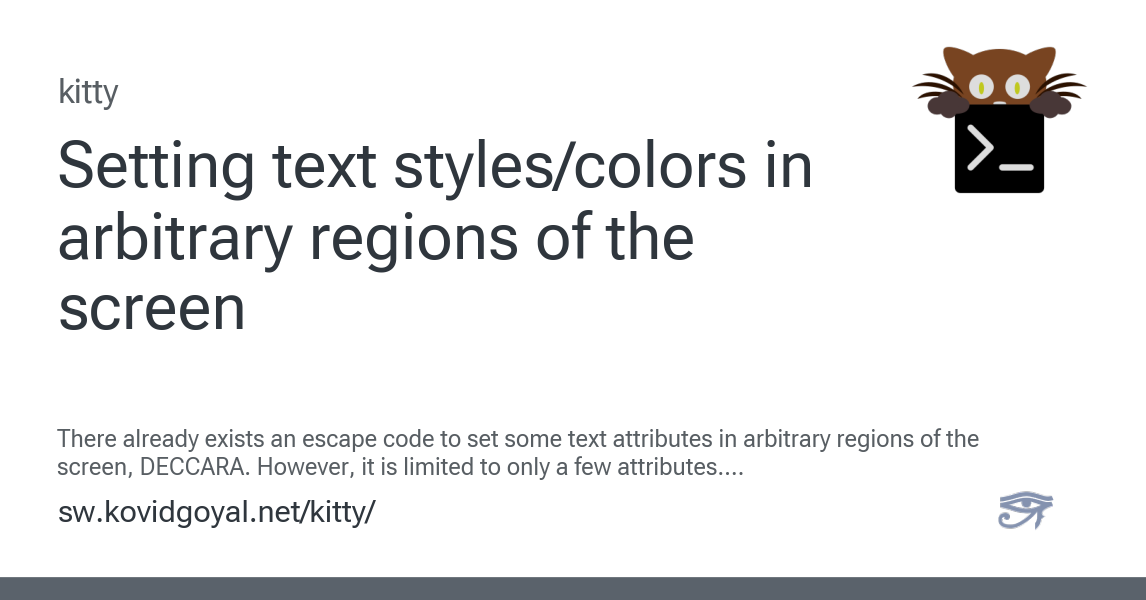 kitty
Setting text styles/colors in
arbitrary regions of the
screen
There already exists an escape code to set some text attributes in arbitrary regions of the
screen, DECCARA. However, it is limited to only a few attributes....
sw.kovidgoyal.net/kitty/